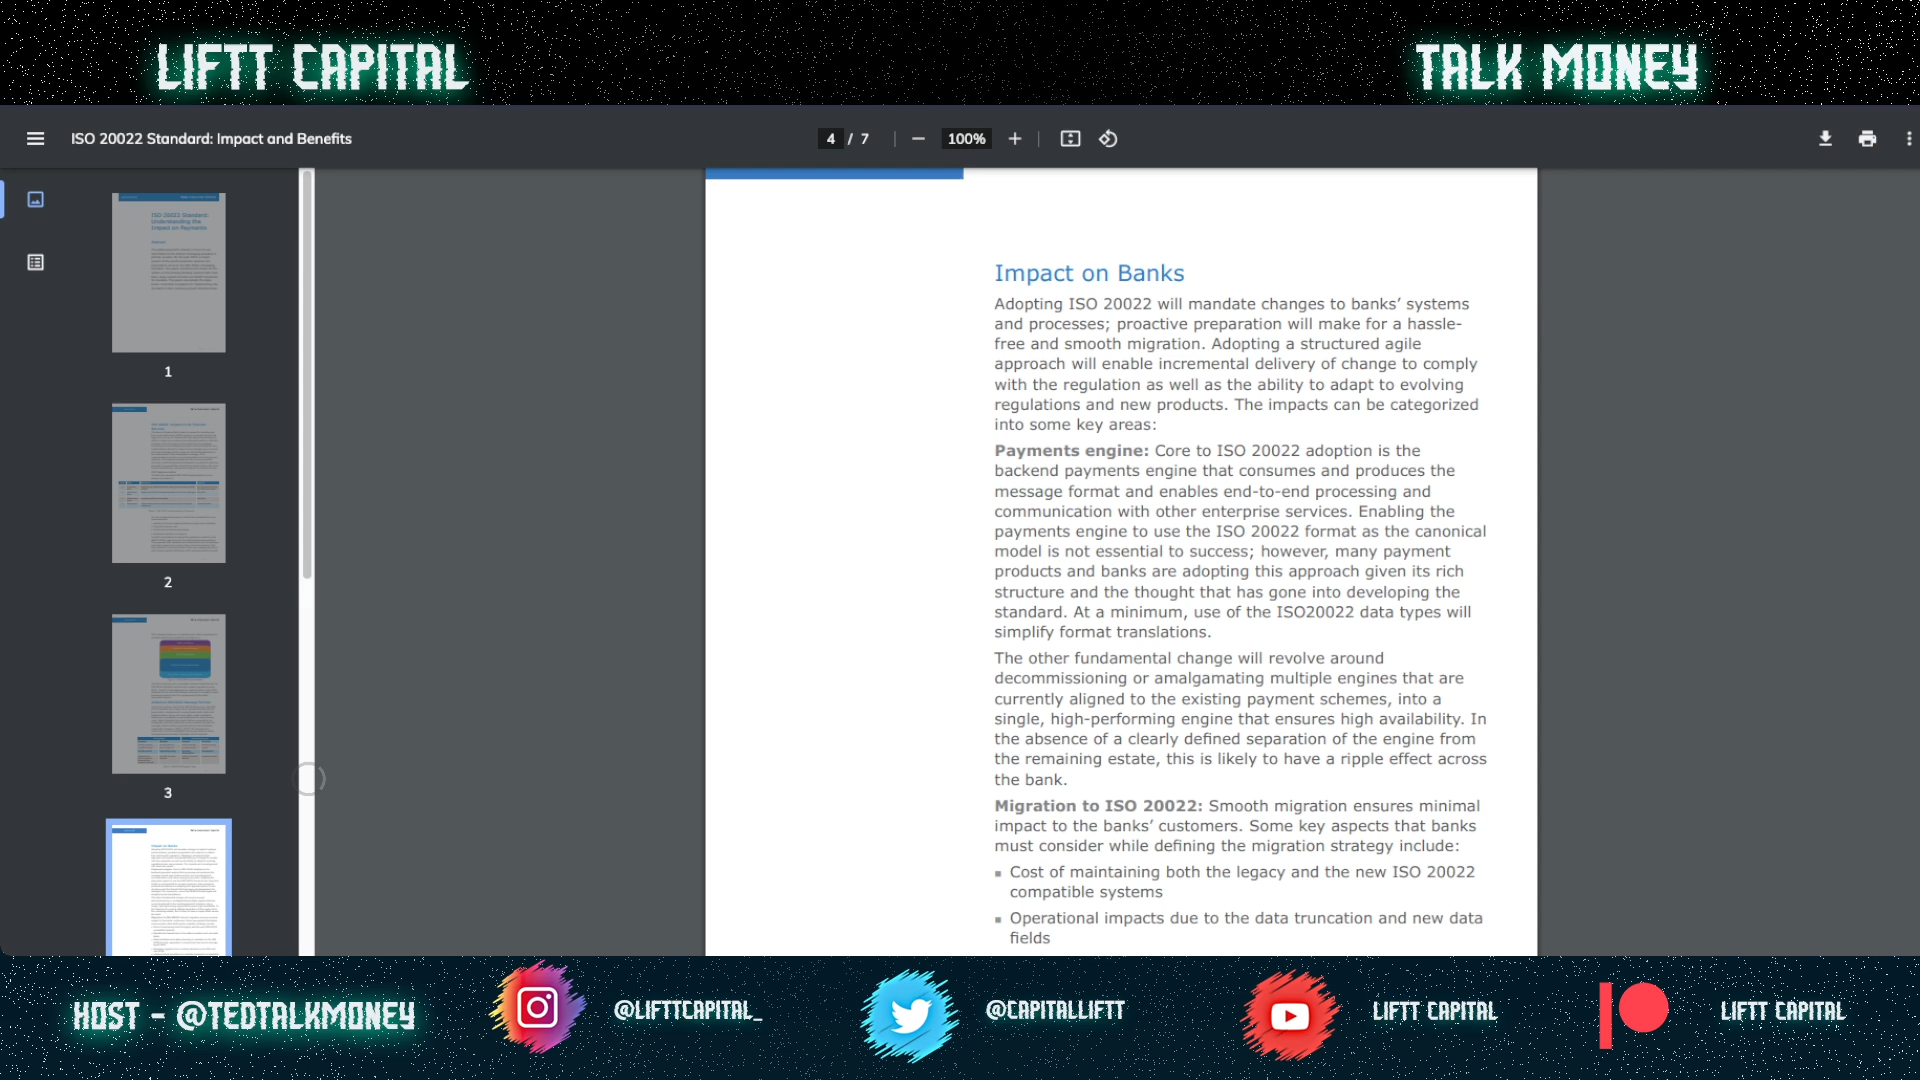 LIFTT CAPITAL
TALK MONEY
ISO 20022 Standard: Impact and Benefits
4 / 7
100%
1
2
3
Impact on Banks
Adopting ISO 20022 will mandate changes to banks’ systems
and processes; proactive preparation will make for a hassle-
free and smooth migration. Adopting a structured agile
approach will enable incremental delivery of change to comply
with the regulation as well as the ability to adapt to evolving
regulations and new products. The impacts can be categorized
into some key areas:
Payments engine: Core to ISO 20022 adoption is the
backend payments engine that consumes and produces the
message format and enables end-to-end processing and
communication with other enterprise services. Enabling the
payments engine to use the ISO 20022 format as the canonical
model is not essential to success; however, many payment
products and banks are adopting this approach given its rich
structure and the thought that has gone into developing the
standard. At a minimum, use of the ISO20022 data types will
simplify format translations.
The other fundamental change will revolve around
decommissioning or amalgamating multiple engines that are
currently aligned to the existing payment schemes, into a
single, high-performing engine that ensures high availability. In
the absence of a clearly defined separation of the engine from
the remaining estate, this is likely to have a ripple effect across
the bank.
Migration to ISO 20022: Smooth migration ensures minimal
impact to the banks’ customers. Some key aspects that banks
must consider while defining the migration strategy include:
Cost of maintaining both the legacy and the new ISO 20022
compatible systems
Operational impacts due to the data truncation and new data
fields
HOST - @TEDTALKMONEY
@LIFTTCAPITAL_
@CAPITALLIFTT
LIFTT CAPITAL
LIFTT CAPITAL